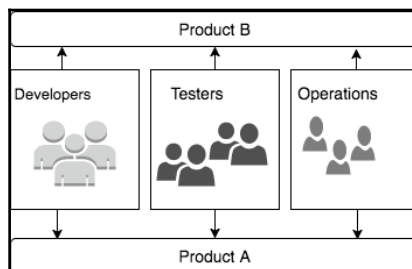 Product B
Developers
Testers
Operations
Product A